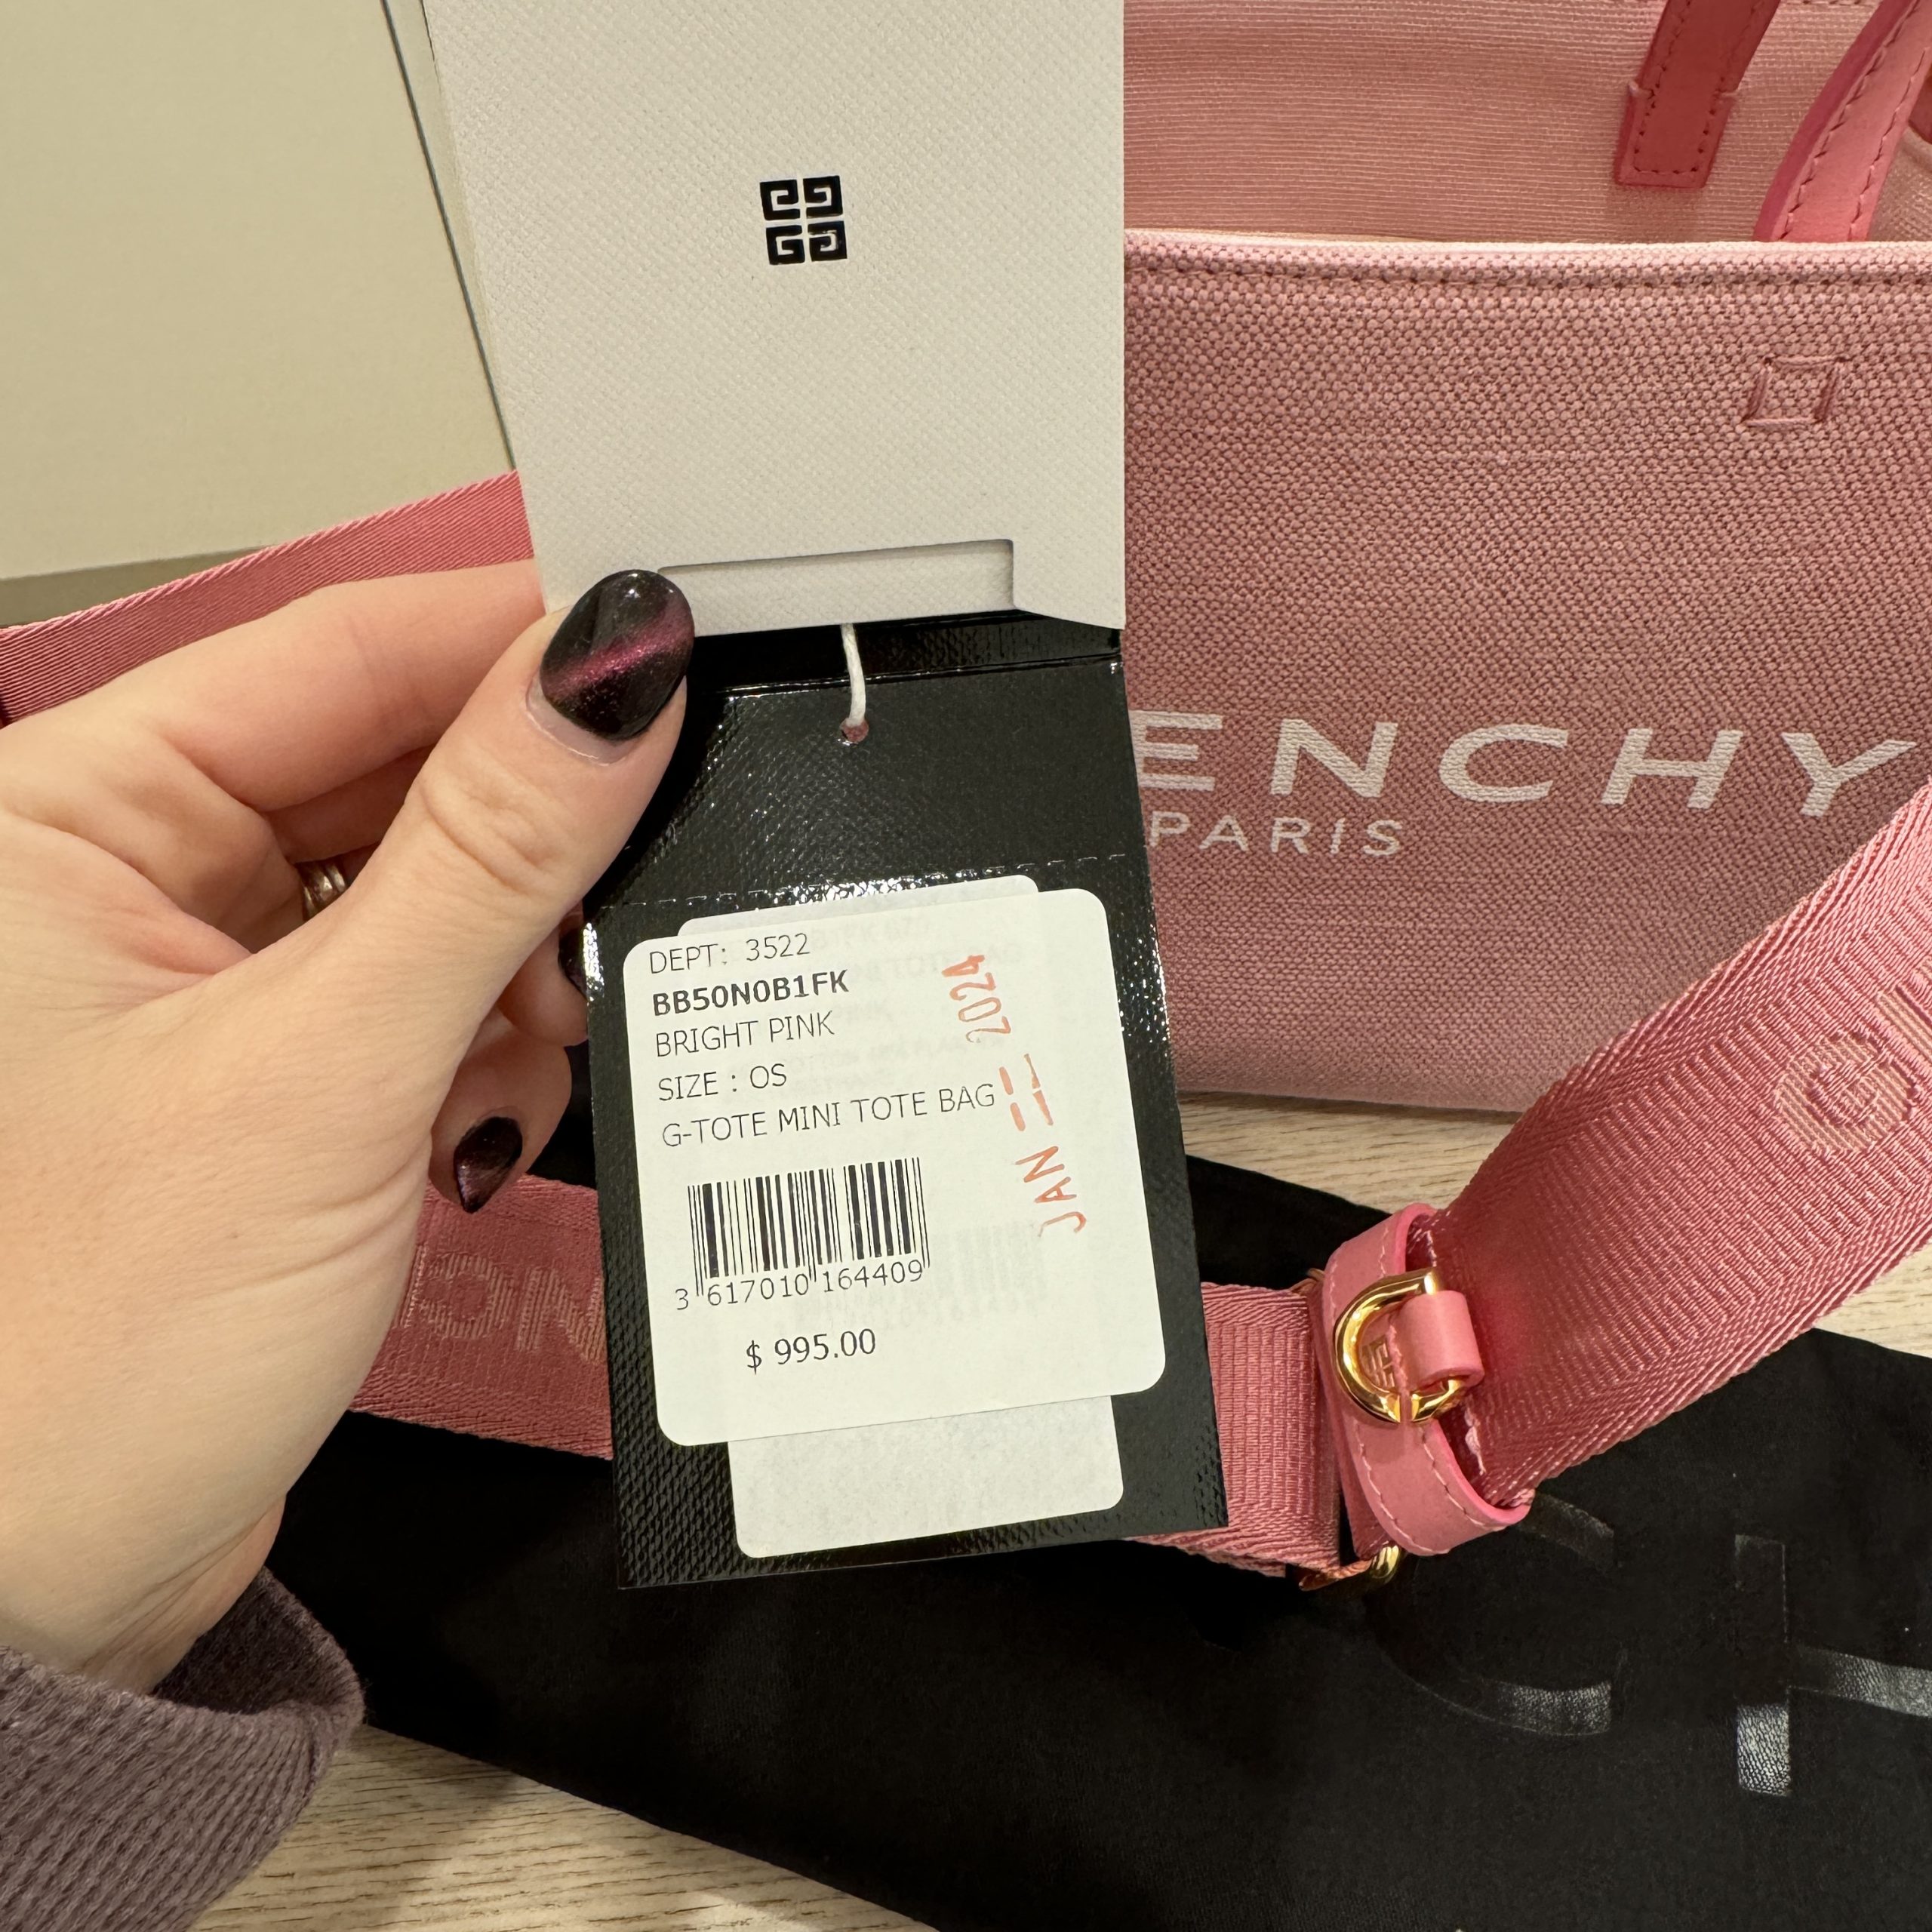 DEPT: 3522
BB50N0B1FK
BRIGHT PINK
SIZE : OS
G-TOTE MINI TOTE BAG
3 617010 164409
$ 995.00
JAN 2024
ENCHY
PARIS